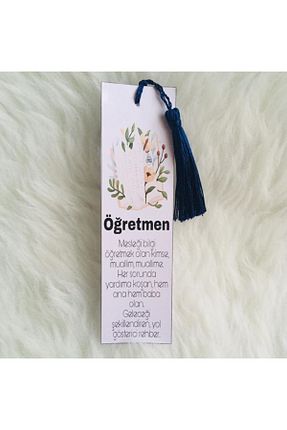 Öğretmen
Mesleği bilgi
öğretmek olan kimse,
muallim, muallime.
Her sorunda
yardıma koşan, hem
ana hem baba
olan.
Geleceği
şekillendiren, yol
gösterici rehber...